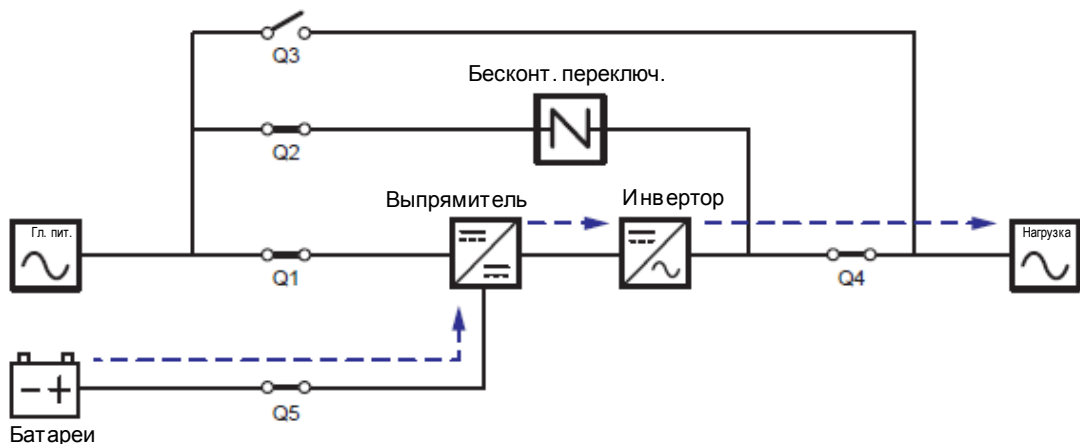 Q3
Бесконт. переключ.
Q2
Выпрямитель
Инвертор
Гл. пит.
Нагрузка
Q1
Q4
Q5
Батареи